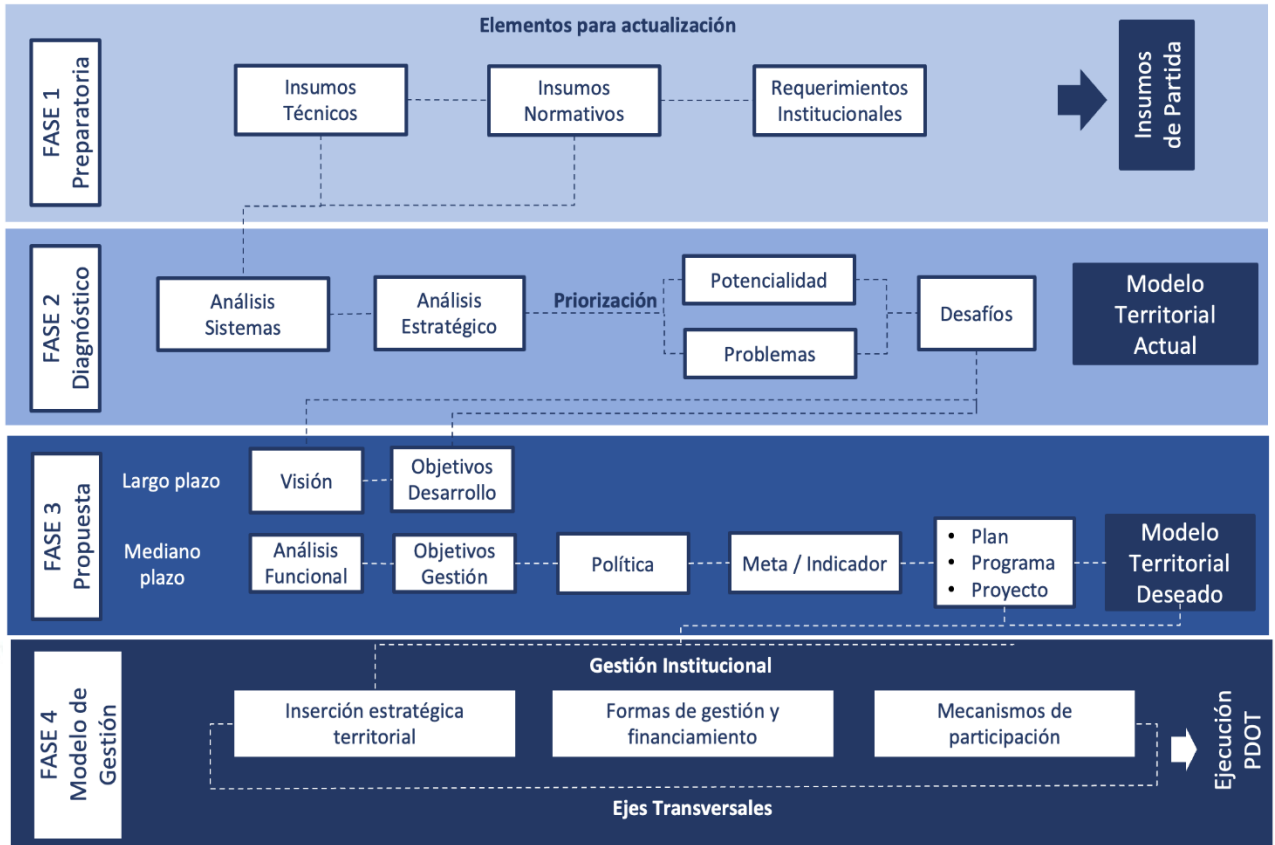 Elementos para actualización
FASE 1
Preparatoria
Insumos
Técnicos
Insumos
Normativos
Requerimientos
Institucionales
Insumos
de Partida
FASE 2
Diagnóstico
Análisis
Sistemas
Análisis
Estratégico
Priorización
Potencialidad
Problemas
Desafíos
Modelo
Territorial
Actual
FASE 3
Propuesta
Largo plazo
Visión
Objetivos
Desarrollo
Mediano
plazo
Análisis
Funcional
Objetivos
Gestión
Política
Meta / Indicador
• Plan
• Programa
• Proyecto
Modelo
Territorial
Deseado
FASE 4
Modelo de
Gestión
Gestión Institucional
Inserción estratégica
territorial
Formas de gestión y
financiamiento
Mecanismos de
participación
Ejes Transversales
Ejecución
PDOT